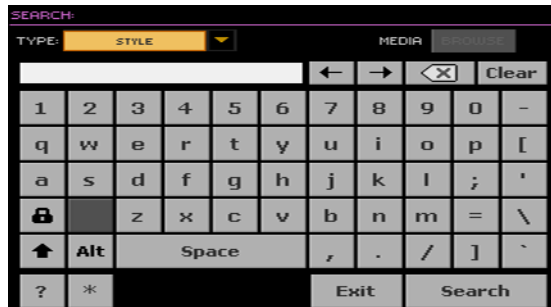 SEARCH:
TYPE: STYLE MEDIA BROWSE
← → Clear
1 2 3 4 5 6 7 8 9 0 -
q w e r t y u i o p [
a s d f g h j k l ; '
z x c v b n m = \
Alt Space , . / ] `
? * Exit Search